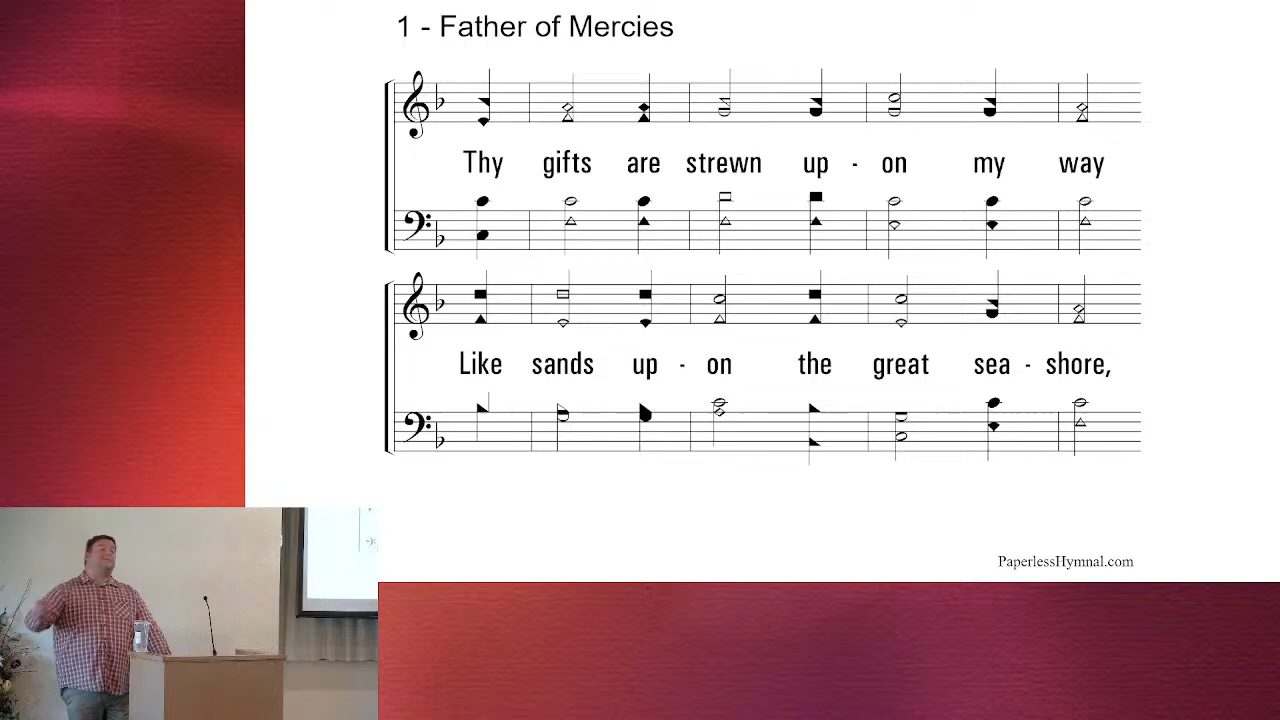 1 - Father of Mercies
Thy gifts are strewn up - on my way
Like sands up - on the great sea - shore,
PaperlessHymnal.com